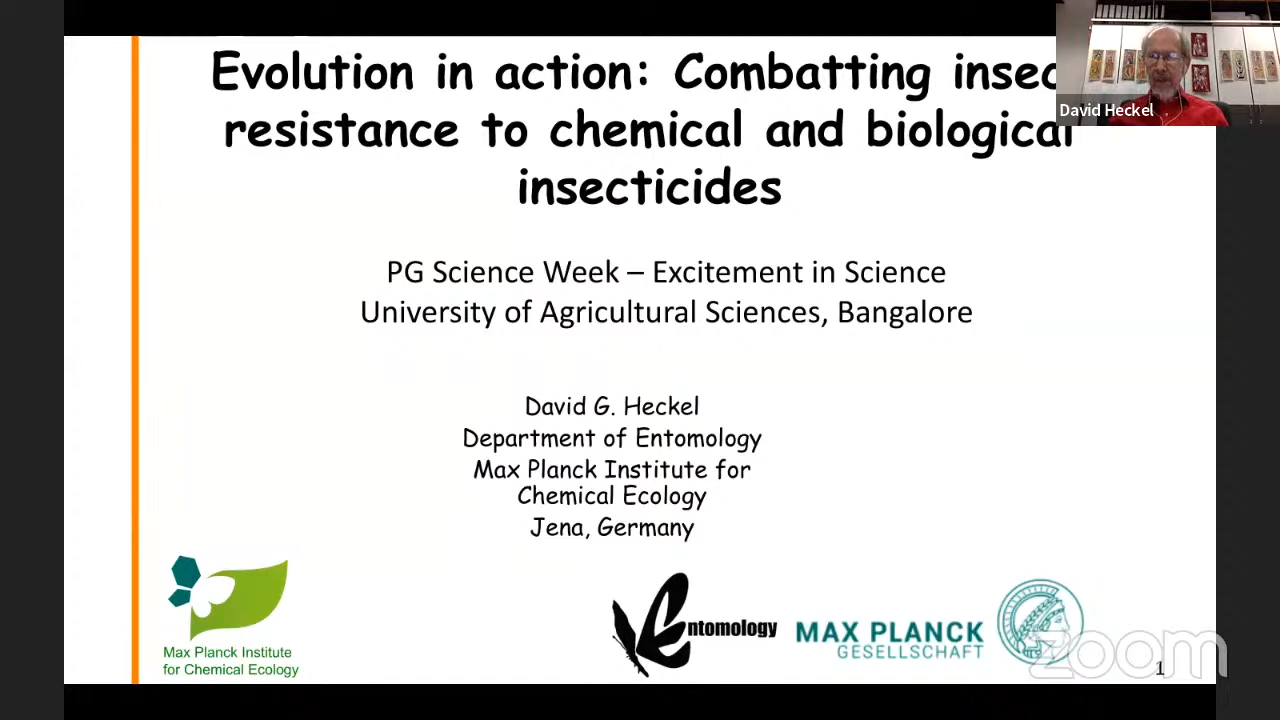 Evolution in action: Combatting insec
resistance to chemical and biological
insecticides
David Heckel
PG Science Week – Excitement in Science
University of Agricultural Sciences, Bangalore
David G. Heckel
Department of Entomology
Max Planck Institute for
Chemical Ecology
Jena, Germany
Max Planck Institute
for Chemical Ecology
Entomology
MAX PLANCK
GESELLSCHAFT
zoom
1